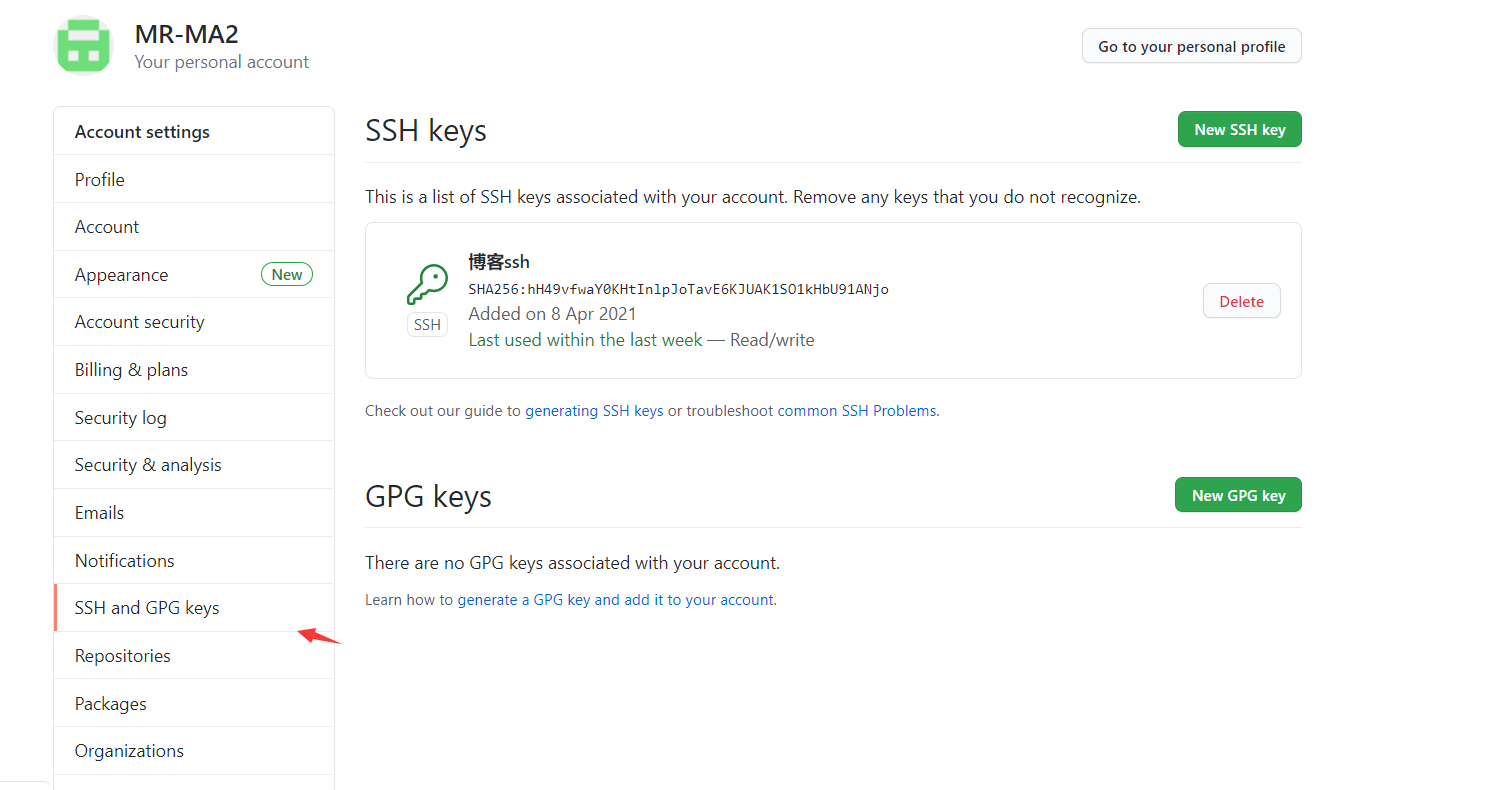 MR-MA2
Your personal account
Go to your personal profile
Account settings
Profile
Account
Appearance
New
Account security
Billing & plans
Security log
Security & analysis
Emails
Notifications
SSH and GPG keys
Repositories
Packages
Organizations
SSH keys
New SSH key
This is a list of SSH keys associated with your account. Remove any keys that you do not recognize.
博客ssh
SHA256:hH49vfwaY0KHtInlpJoTavE6KJUAK1SO1kHbU91ANjo
Added on 8 Apr 2021
Last used within the last week — Read/write
SSH
Delete
Check out our guide to generating SSH keys or troubleshoot common SSH Problems.
GPG keys
New GPG key
There are no GPG keys associated with your account.
Learn how to generate a GPG key and add it to your account.